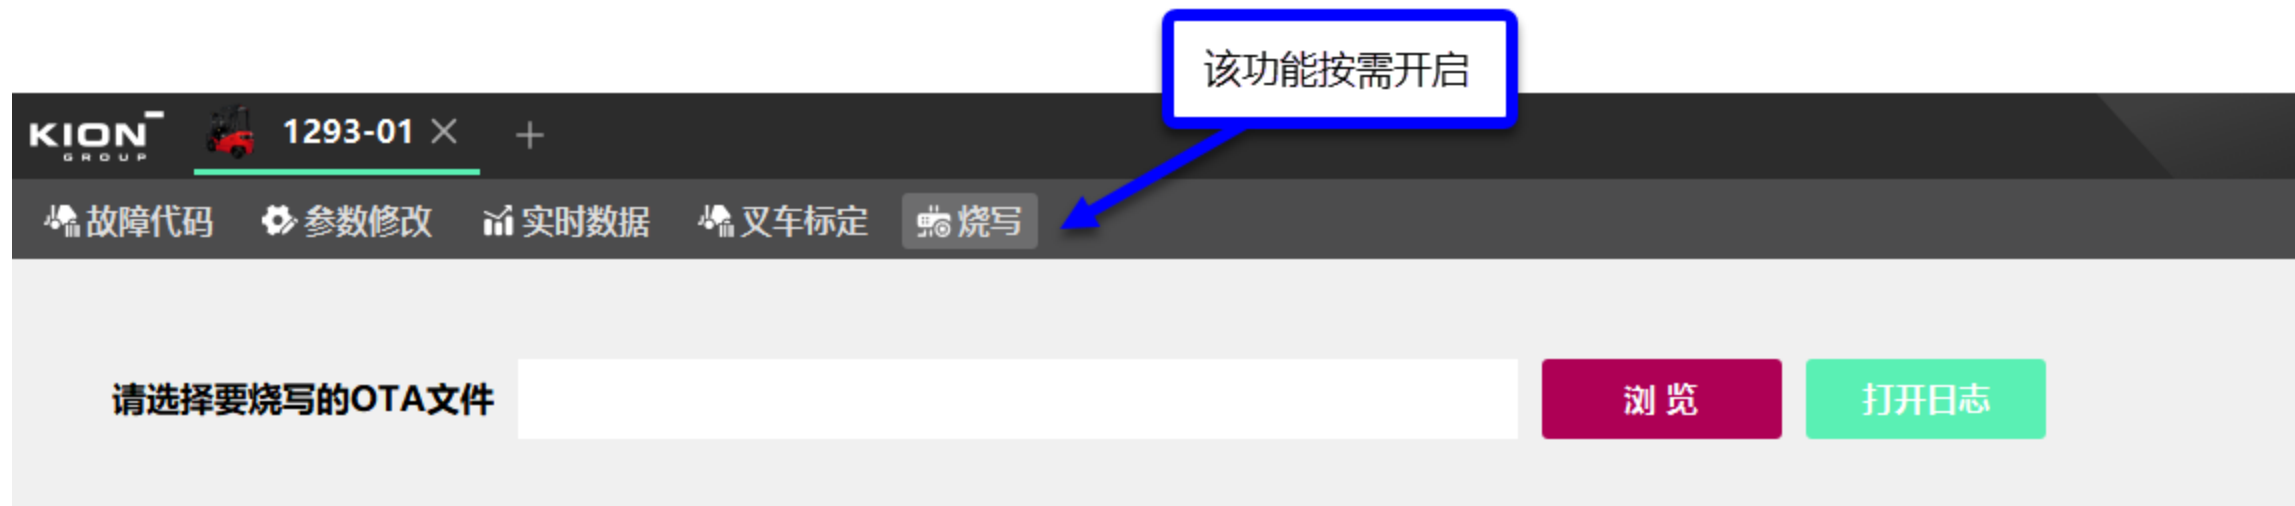 该功能按需开启
KION
GROUP
1293-01
故障代码 参数修改 实时数据 叉车标定 烧写
请选择要烧写的OTA文件 浏 览 打开日志